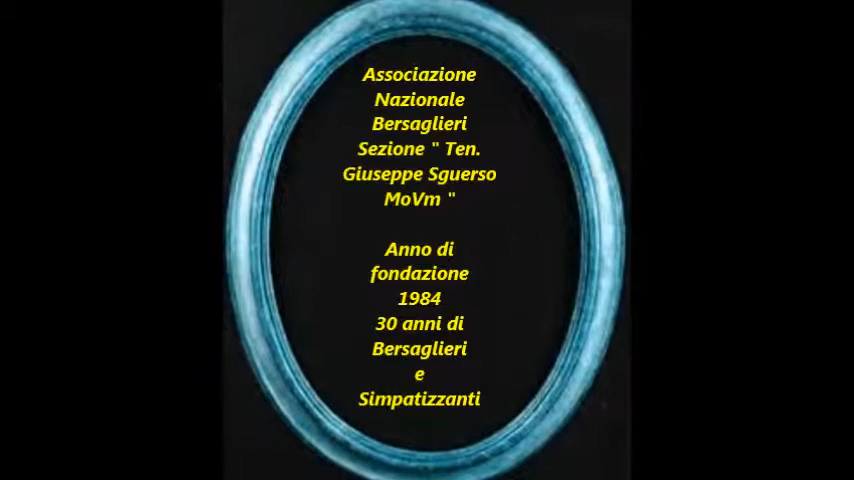 Associazione
Nazionale
Bersaglieri
Sezione " Ten.
Giuseppe Sguerso
MoVm "
Anno di
fondazione
1984
30 anni di
Bersaglieri
e
Simpatizzanti